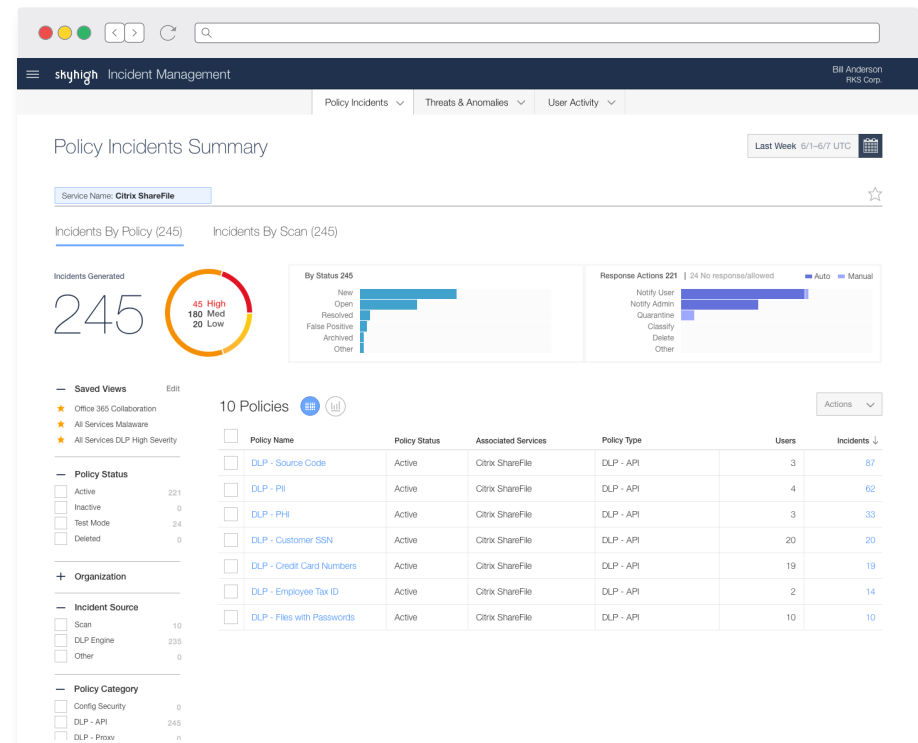 skyhigh Incident Management
Bill Anderson
RKS Corp.
Policy Incidents
Threats & Anomalies
User Activity
Policy Incidents Summary
Last Week 6/1–6/7 UTC
Service Name: Citrix ShareFile
Incidents By Policy (245)
Incidents By Scan (245)
Incidents Generated
245
45 High
180 Med
20 Low
By Status 245
New
Open
Resolved
False Positive
Archived
Other
Response Actions 221 | 24 No response/allowed
Auto
Manual
Notify User
Notify Admin
Quarantine
Classify
Delete
Other
— Saved Views Edit
Office 365 Collaboration
All Services Malaware
All Services DLP High Severity
— Policy Status
Active 221
Inactive 0
Test Mode 24
Deleted 0
+ Organization
— Incident Source
Scan 10
DLP Engine 235
Other 0
— Policy Category
Config Security 0
DLP - API 245
DLP - Proxy 0
10 Policies
Actions
Policy Name Policy Status Associated Services Policy Type Users Incidents ↓
DLP - Source Code Active Citrix ShareFile DLP - API 3 87
DLP - PII Active Citrix ShareFile DLP - API 4 62
DLP - PHI Active Citrix ShareFile DLP - API 3 33
DLP - Customer SSN Active Citrix ShareFile DLP - API 20 20
DLP - Credit Card Numbers Active Citrix ShareFile DLP - API 19 19
DLP - Employee Tax ID Active Citrix ShareFile DLP - API 2 14
DLP - Files with Passwords Active Citrix ShareFile DLP - API 10 10